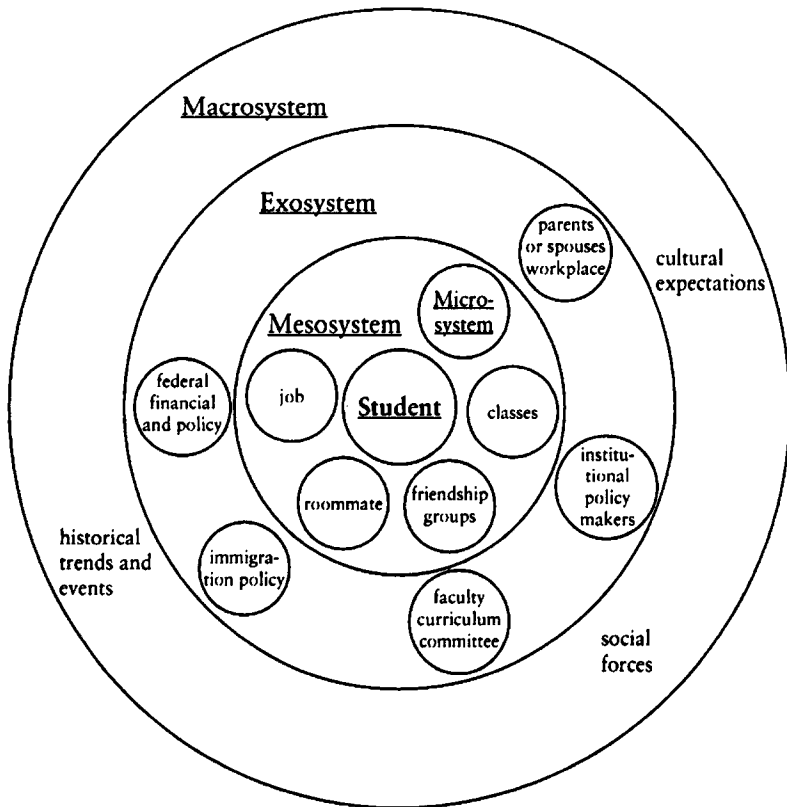 Macrosystem
Exosystem
parents
or spouses
workplace
cultural
expectations
Micro-
system
Mesosystem
federal
financial
and policy
job
Student
classes
institu-
tional
policy
makers
roommate
friendship
groups
historical
trends and
events
immigra-
tion policy
faculty
curriculum
committee
social
forces